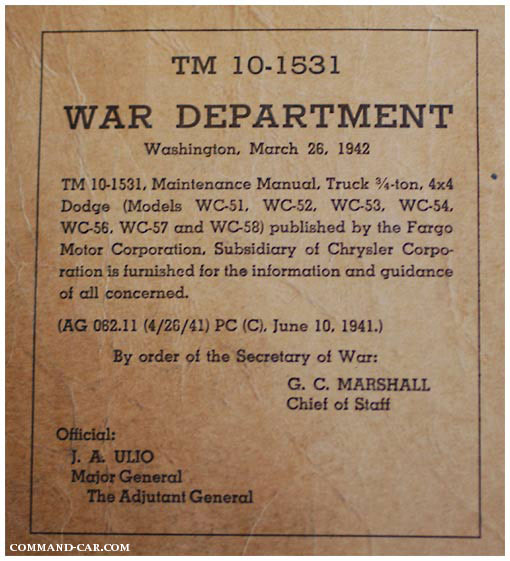 TM 10-1531
WAR DEPARTMENT
Washington, March 26, 1942
TM 10-1531, Maintenance Manual, Truck ¾-ton, 4x4
Dodge (Models WC-51, WC-52, WC-53, WC-54,
WC-56, WC-57 and WC-58) published by the Fargo
Motor Corporation, Subsidiary of Chrysler Corpo-
ration is furnished for the information and guidance
of all concerned.
(AG 062.11 (4/26/41) PC (C), June 10, 1941.)
By order of the Secretary of War:
G. C. MARSHALL
Chief of Staff
Official:
J. A. ULIO
Major General
The Adjutant General
COMMAND-CAR.COM